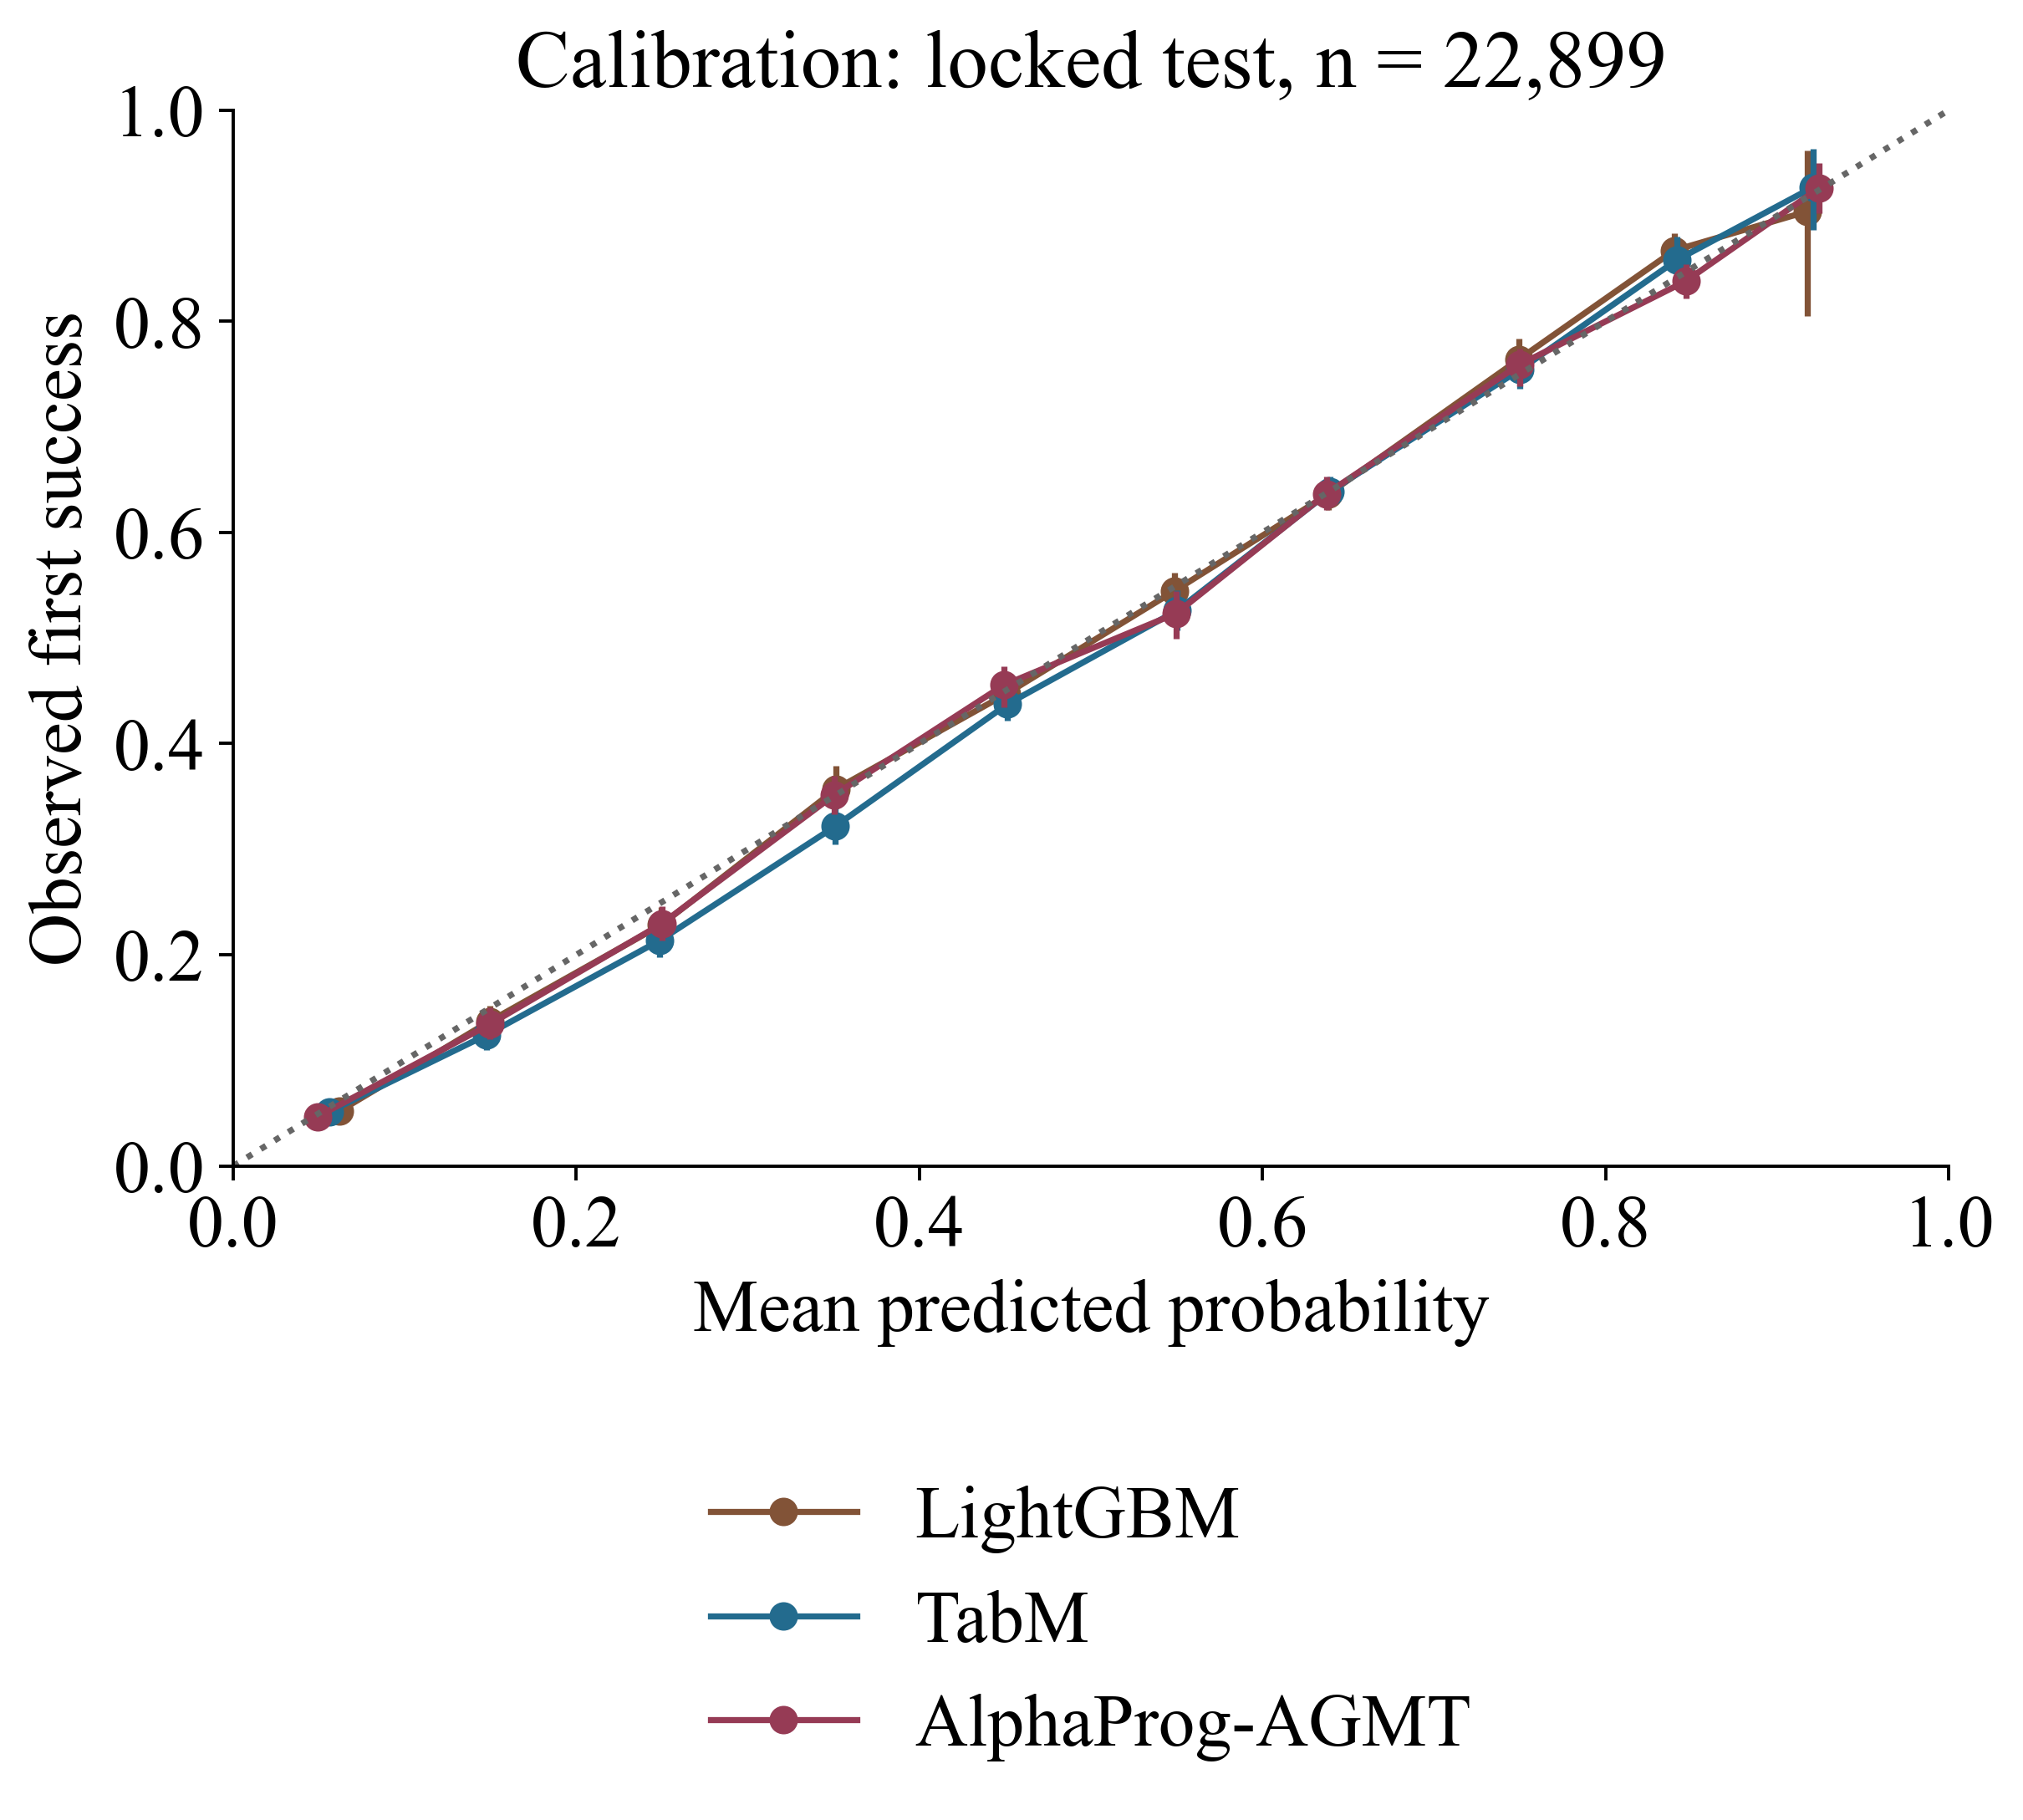 Calibration: locked test, n = 22,899
1.0
0.8
0.6
0.4
0.2
0.0
Observed first success
0.0 0.2 0.4 0.6 0.8 1.0
Mean predicted probability
LightGBM
TabM
AlphaProg-AGMT